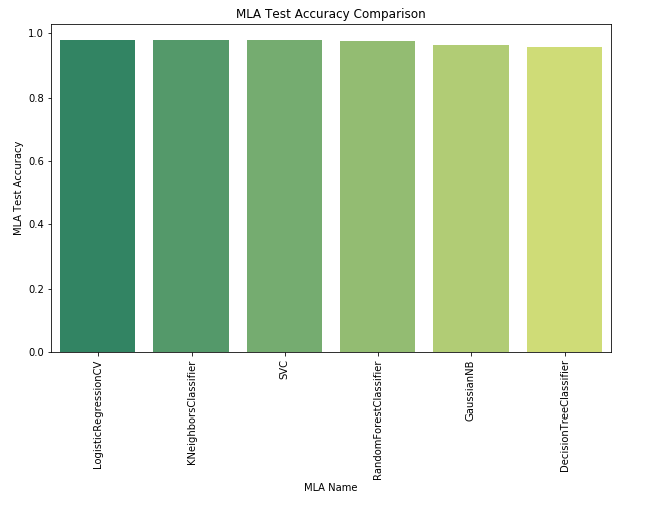 MLA Test Accuracy Comparison
MLA Test Accuracy
1.0
0.8
0.6
0.4
0.2
0.0
LogisticRegressionCV
KNeighborsClassifier
SVC
RandomForestClassifier
GaussianNB
DecisionTreeClassifier
MLA Name